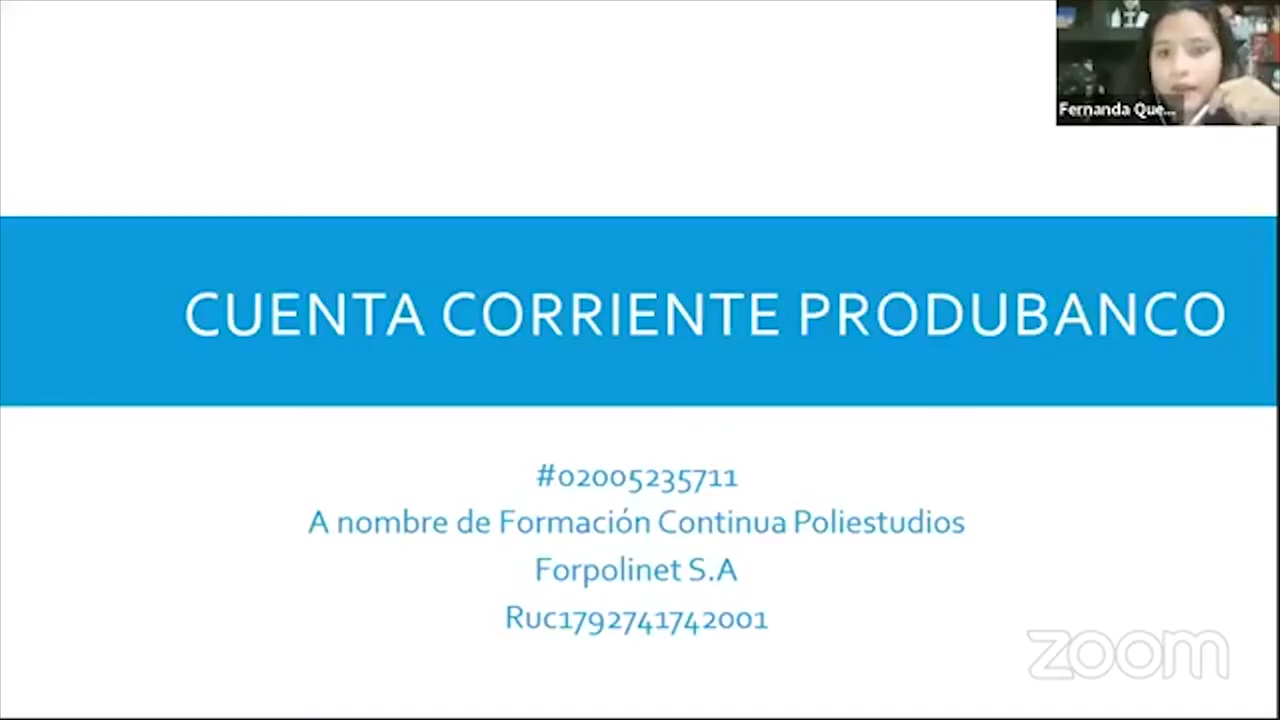 Fernanda Que...
CUENTA CORRIENTE PRODUBANCO
#02005235711
A nombre de Formación Continua Poliestudios
Forpolinet S.A
Ruc1792741742001
zoom